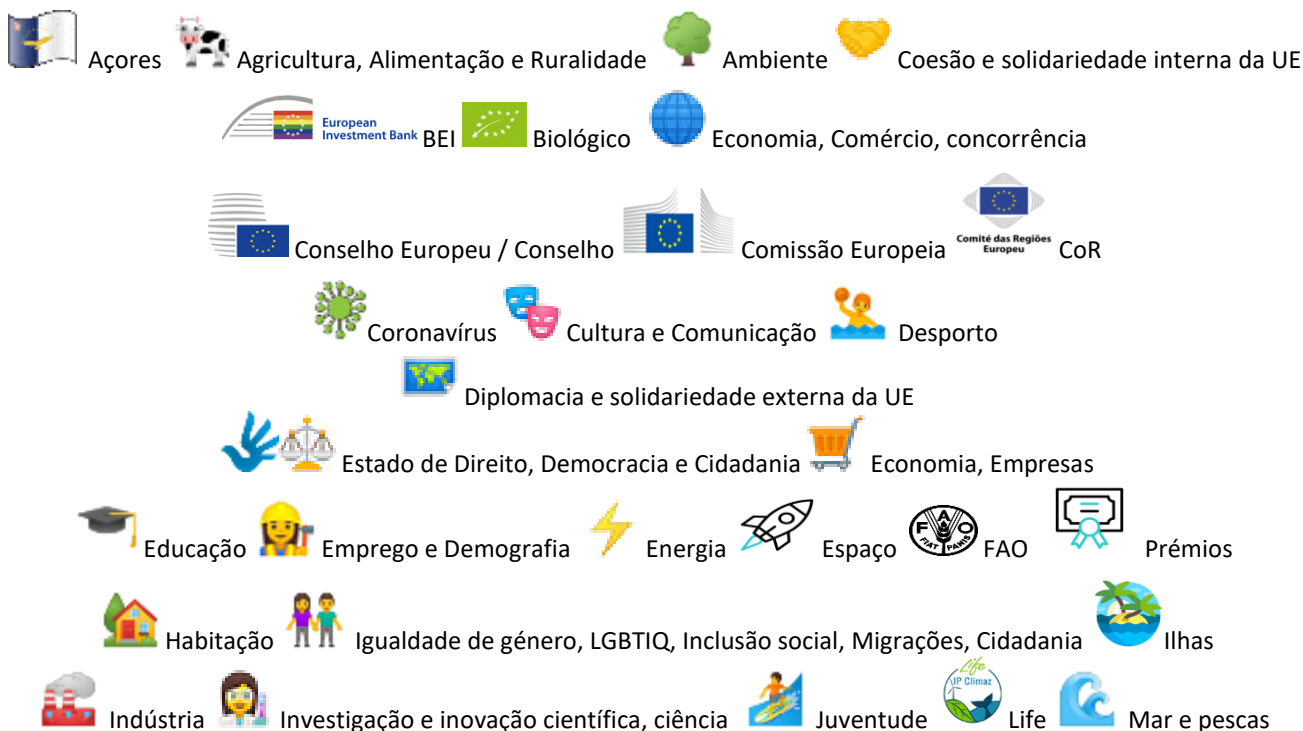 Açores Agricultura, Alimentação e Ruralidade Ambiente Coesão e solidariedade interna da UE
European
Investment Bank BEI Biológico Economia, Comércio, concorrência
Conselho Europeu / Conselho Comissão Europeia Comité das Regiões
Europeu CoR
Coronavírus Cultura e Comunicação Desporto
Diplomacia e solidariedade externa da UE
Estado de Direito, Democracia e Cidadania Economia, Empresas
Educação Emprego e Demografia Energia Espaço FAO FIAT PANIS FAO Prémios
Habitação Igualdade de género, LGBTIQ, Inclusão social, Migrações, Cidadania Ilhas
Indústria Investigação e inovação científica, ciência Juventude Life IP Climaz Life Mar e pescas